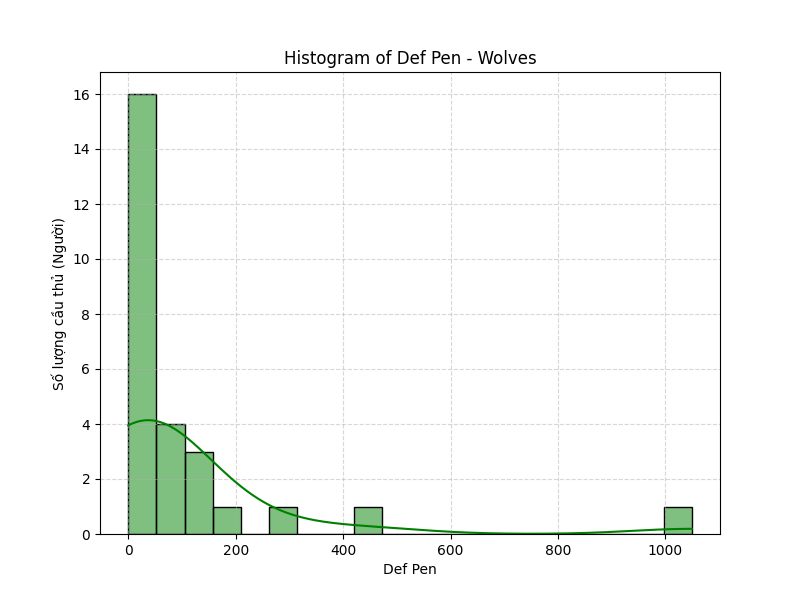 Histogram of Def Pen - Wolves
Số lượng cầu thủ (Người)
16
14
12
10
8
6
4
2
0
0 200 400 600 800 1000
Def Pen